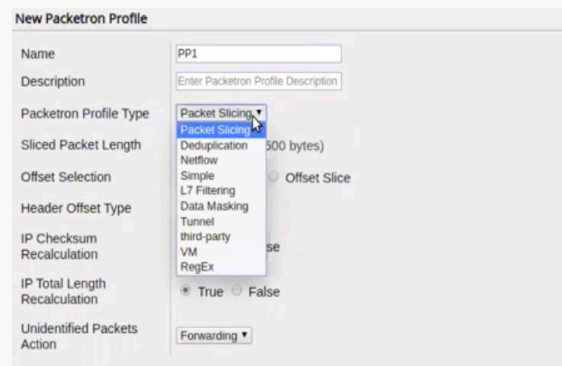 New Packetron Profile
Name PP1
Description Enter Packetron Profile Description
Packetron Profile Type Packet Slicing
Packet Slicing
Sliced Packet Length Deduplication 500 bytes)
Netflow
Offset Selection Simple Offset Slice
L7 Filtering
Header Offset Type Data Masking
Tunnel
IP Checksum Recalculation third-party
VM
RegEx
IP Total Length Recalculation True False
Unidentified Packets Action Forwarding